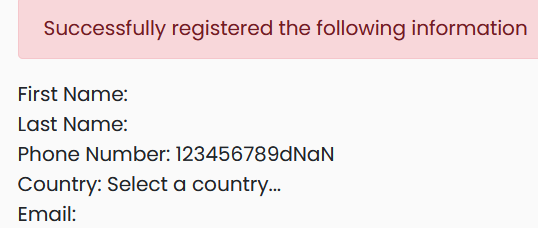 Successfully registered the following information
First Name:
Last Name:
Phone Number: 123456789dNaN
Country: Select a country...
Email: